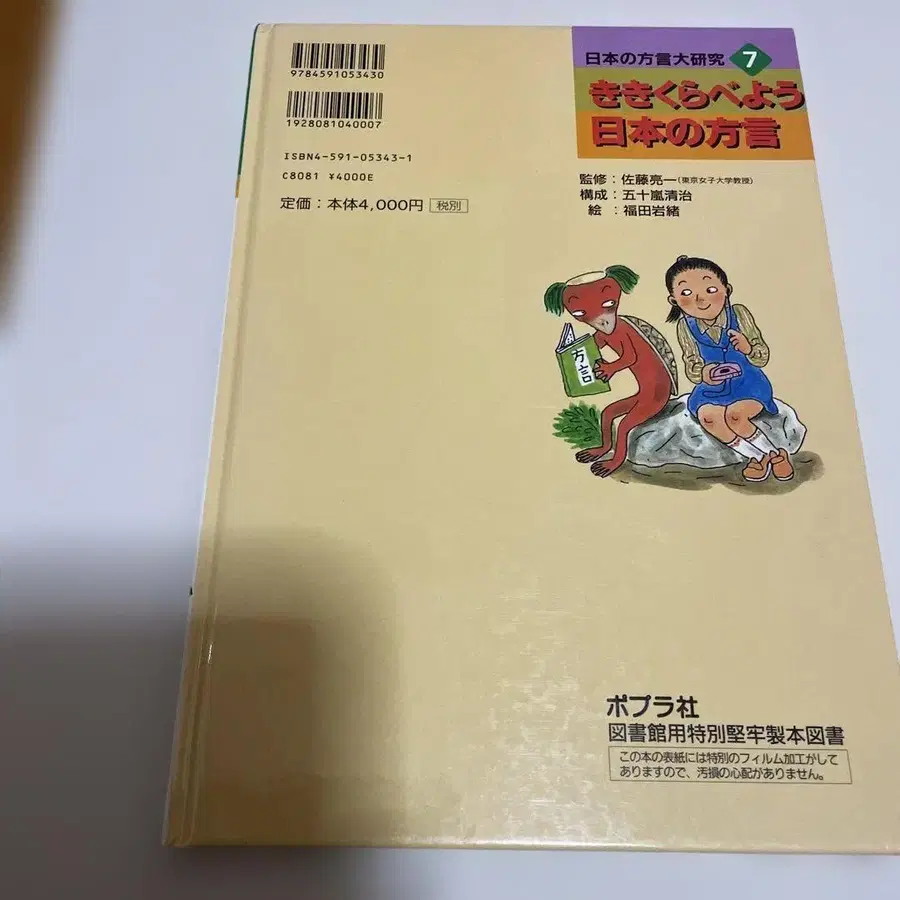 9784591053430
1928081040007
ISBN4-591-05343-1
C8081 ¥4000E
定価：本体4,000円 税別
日本の方言大研究 7
ききくらべよう
日本の方言
監修：佐藤亮一（東京女子大学教授）
構成：五十嵐清治
絵：福田岩緒
方言
ポプラ社
図書館用特別堅牢製本図書
この本の表紙には特別のフィルム加工がして
ありますので、汚損の心配がありません。